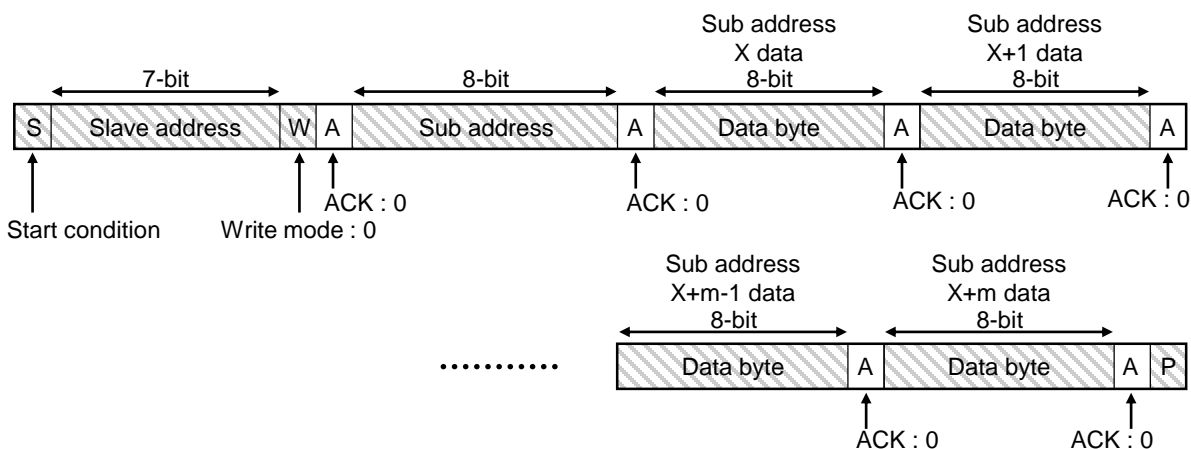 Sub address
X data
8-bit
Sub address
X+1 data
8-bit
7-bit
8-bit
S Slave address W A Sub address A Data byte A Data byte A
ACK : 0 ACK : 0 ACK : 0 ACK : 0
Start condition Write mode : 0
Sub address
X+m-1 data
8-bit
Sub address
X+m data
8-bit
Data byte A Data byte A P
ACK : 0 ACK : 0